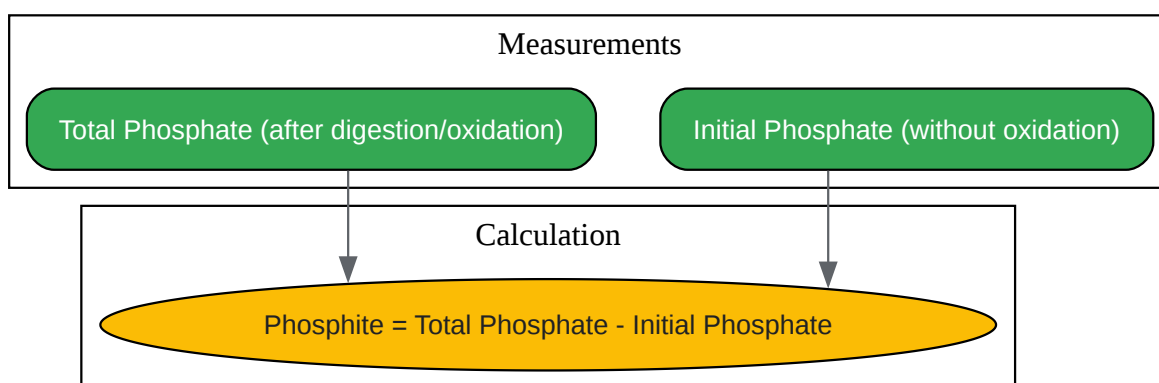 Measurements
Total Phosphate (after digestion/oxidation)
Initial Phosphate (without oxidation)
Calculation
Phosphite = Total Phosphate - Initial Phosphate